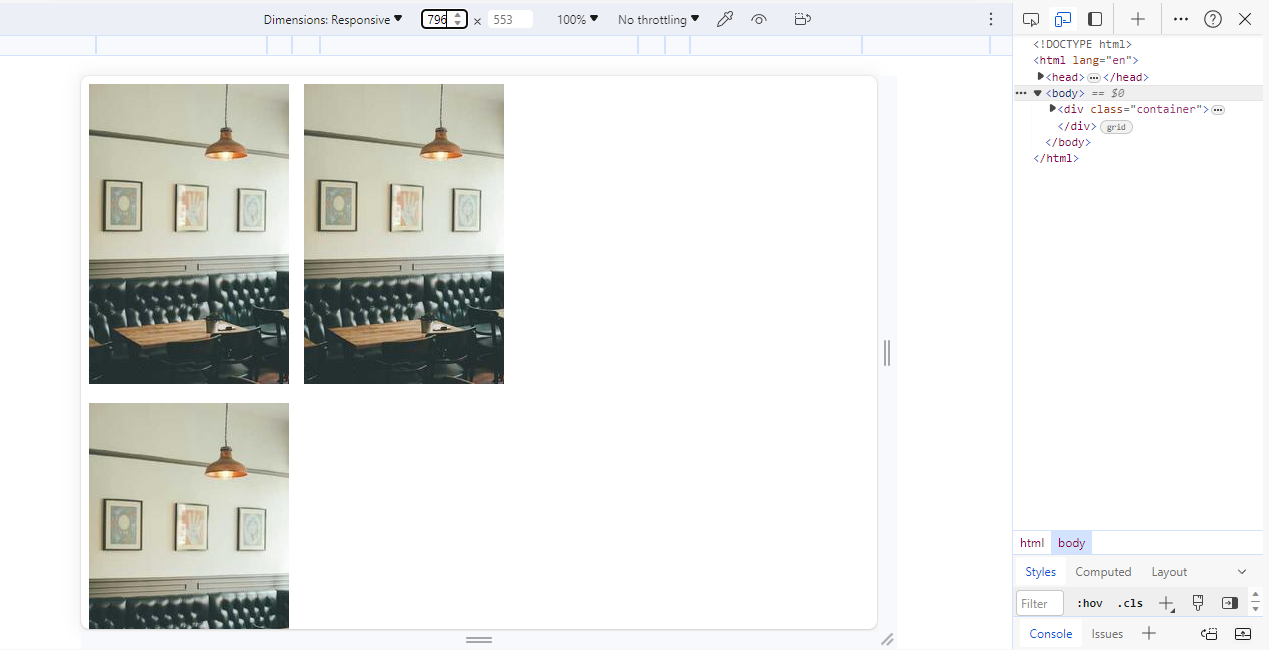 Dimensions: Responsive 796 x 553 100% No throttling
<!DOCTYPE html>
<html lang="en">
<head> ... </head>
... <body> == $0
<div class="container"> ...
</div> grid
</body>
</html>
html body
Styles Computed Layout
Filter :hov .cls
Console Issues